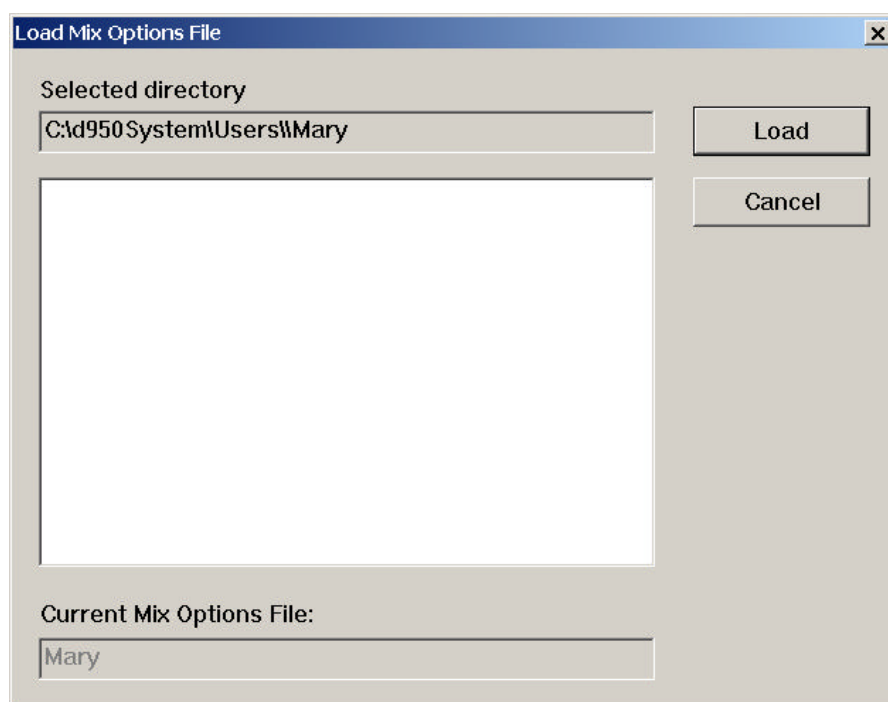 Load Mix Options File
Selected directory
C:\d950System\Users\\Mary
Load
Cancel
Current Mix Options File:
Mary